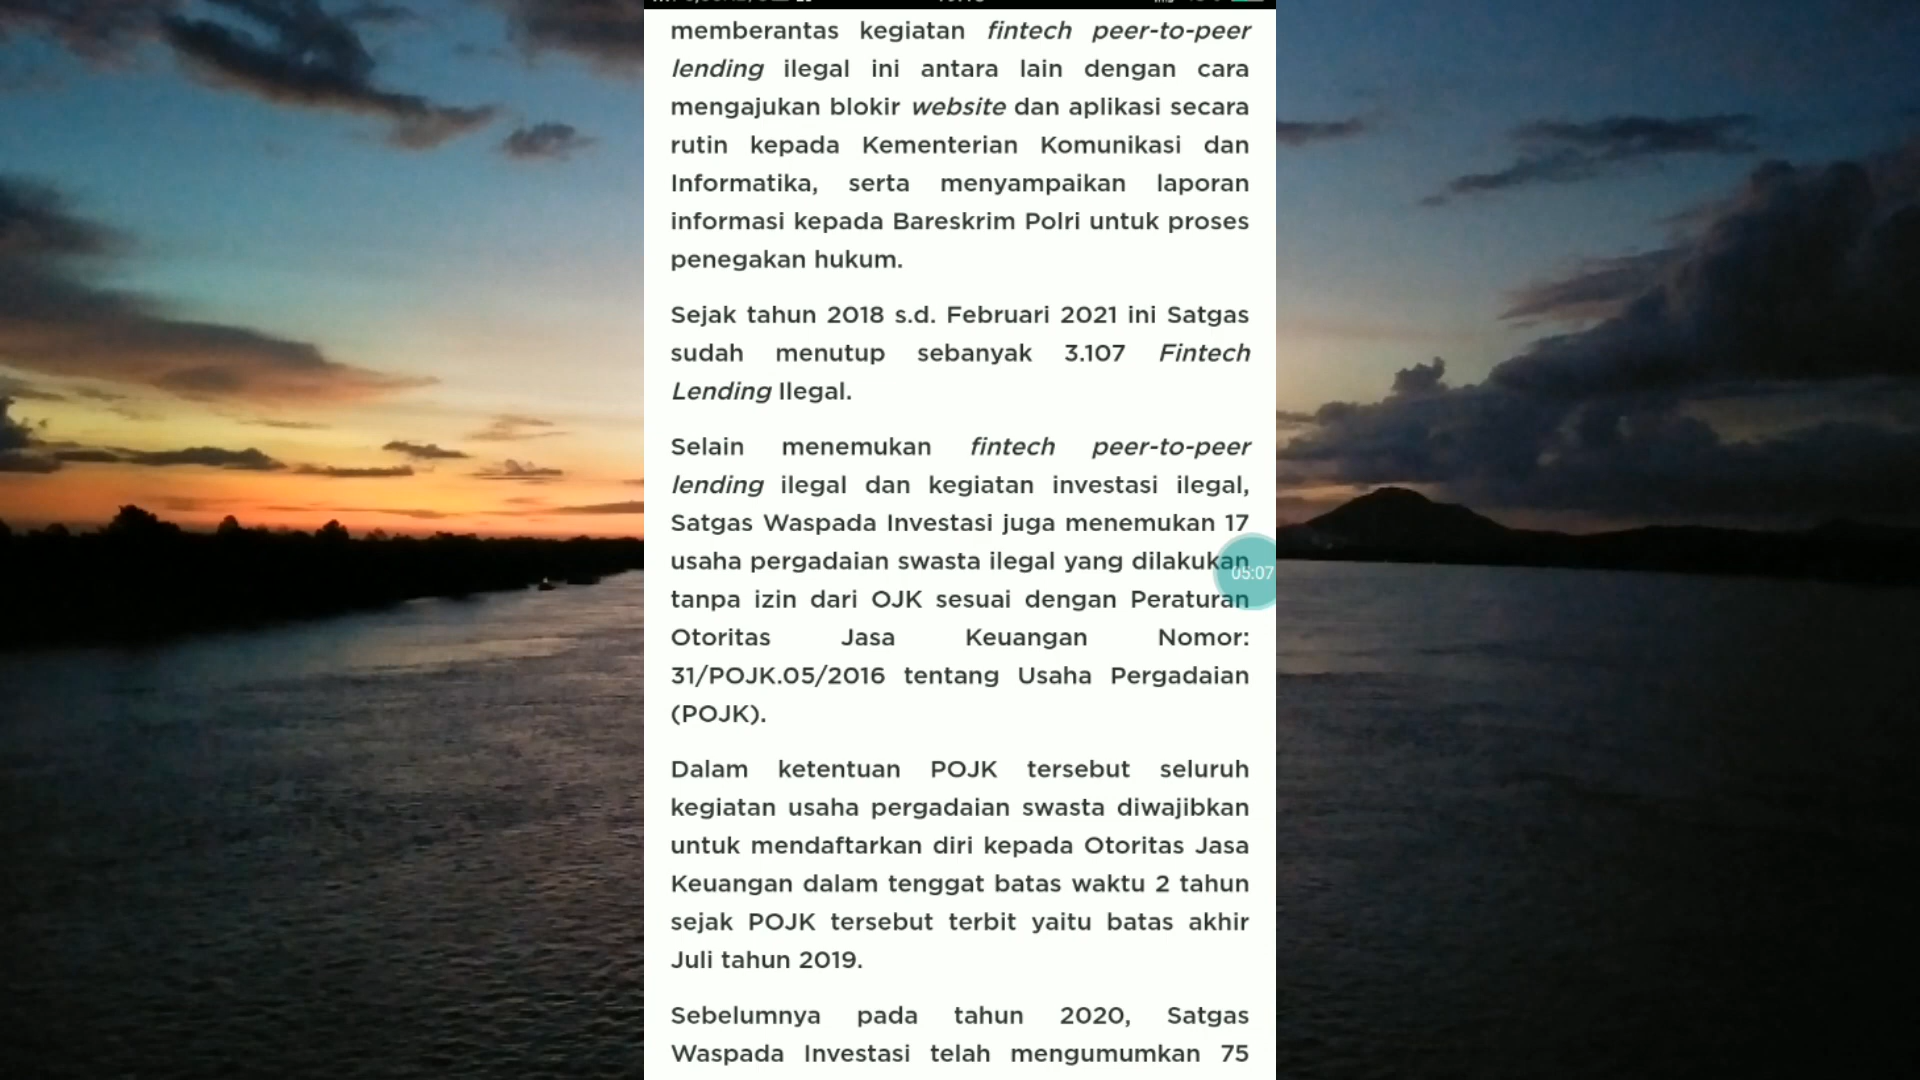 memberantas kegiatan fintech peer-to-peer
lending ilegal ini antara lain dengan cara
mengajukan blokir website dan aplikasi secara
rutin kepada Kementerian Komunikasi dan
Informatika, serta menyampaikan laporan
informasi kepada Bareskrim Polri untuk proses
penegakan hukum.
Sejak tahun 2018 s.d. Februari 2021 ini Satgas
sudah menutup sebanyak 3.107 Fintech
Lending Ilegal.
Selain menemukan fintech peer-to-peer
lending ilegal dan kegiatan investasi ilegal,
Satgas Waspada Investasi juga menemukan 17
usaha pergadaian swasta ilegal yang dilakukan
05:07
tanpa izin dari OJK sesuai dengan Peraturan
Otoritas Jasa Keuangan Nomor:
31/POJK.05/2016 tentang Usaha Pergadaian
(POJK).
Dalam ketentuan POJK tersebut seluruh
kegiatan usaha pergadaian swasta diwajibkan
untuk mendaftarkan diri kepada Otoritas Jasa
Keuangan dalam tenggat batas waktu 2 tahun
sejak POJK tersebut terbit yaitu batas akhir
Juli tahun 2019.
Sebelumnya pada tahun 2020, Satgas
Waspada Investasi telah mengumumkan 75